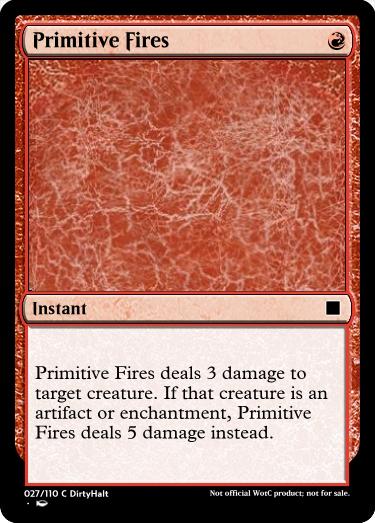 Primitive Fires
Instant
Primitive Fires deals 3 damage to
target creature. If that creature is an
artifact or enchantment, Primitive
Fires deals 5 damage instead.
027/110 C DirtyHalt
Not official WotC product; not for sale.